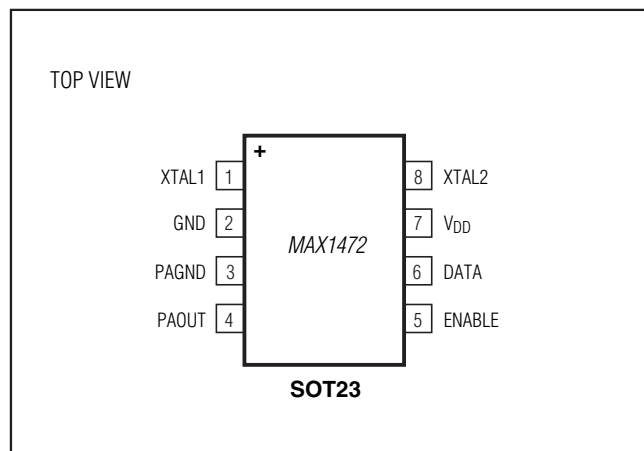 TOP VIEW
+
XTAL1 1 8 XTAL2
GND 2 7 VDD
MAX1472
PAGND 3 6 DATA
PAOUT 4 5 ENABLE
SOT23